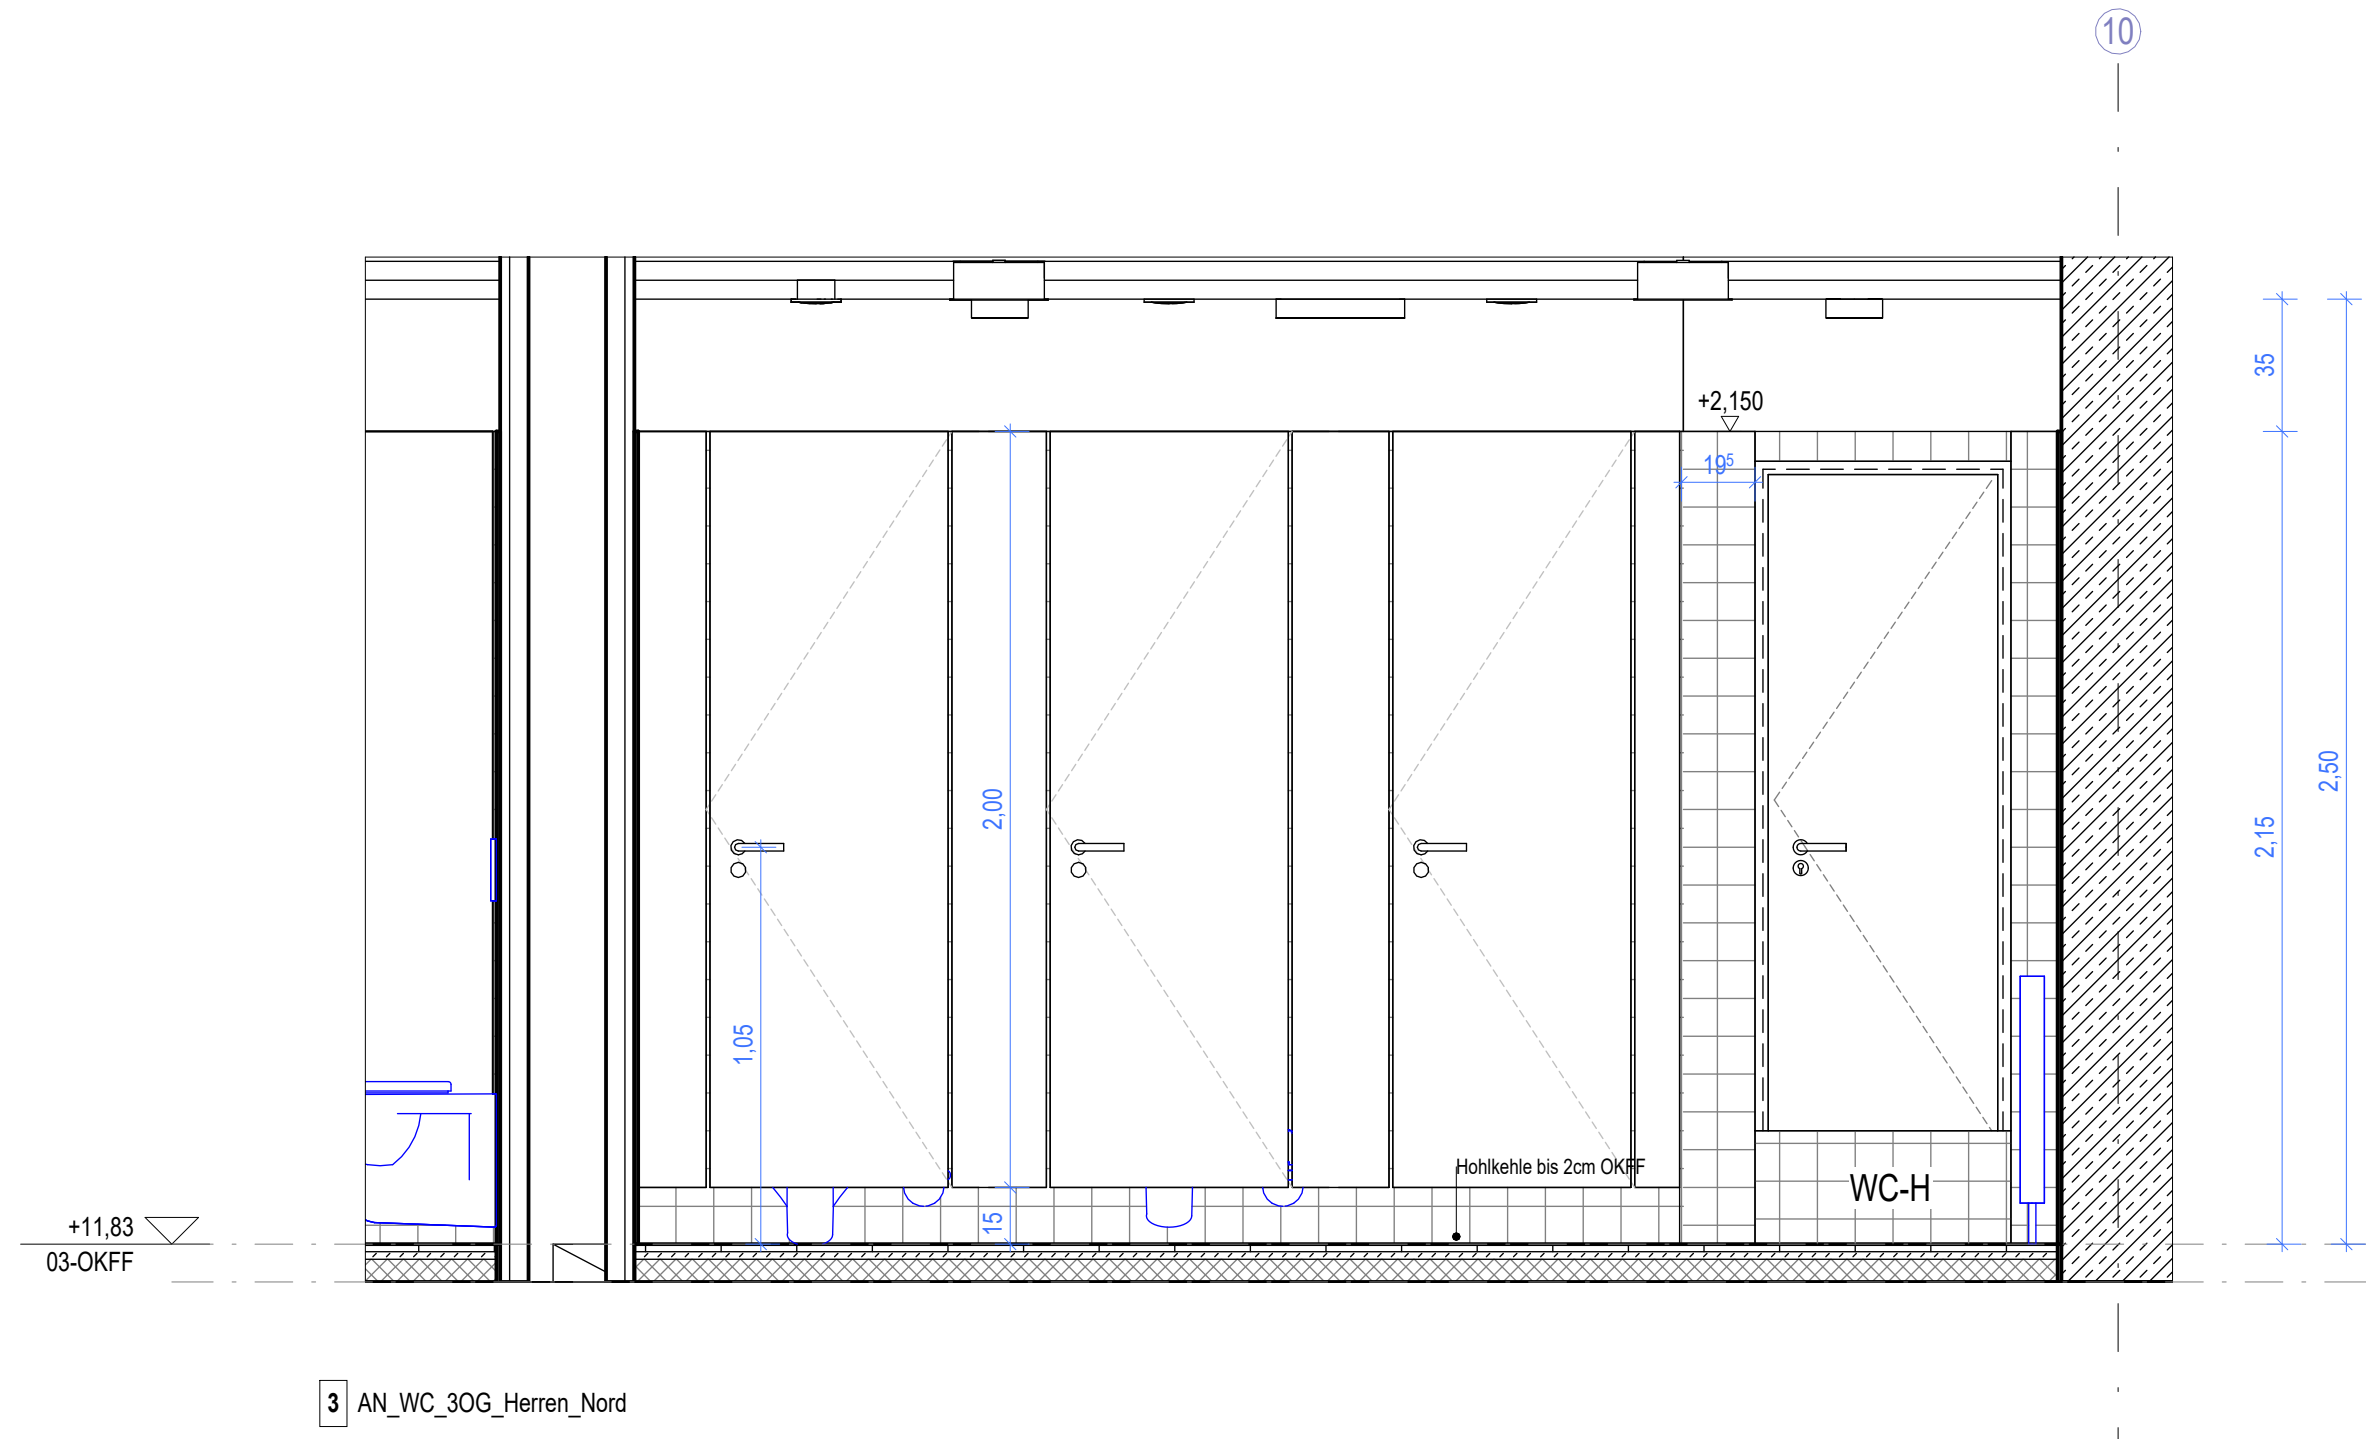 10
35
+2,150
19⁵
2,50
2,00
2,15
1,05
Hohlkehle bis 2cm OKFF
WC-H
15
+11,83
03-OKFF
3 AN_WC_3OG_Herren_Nord